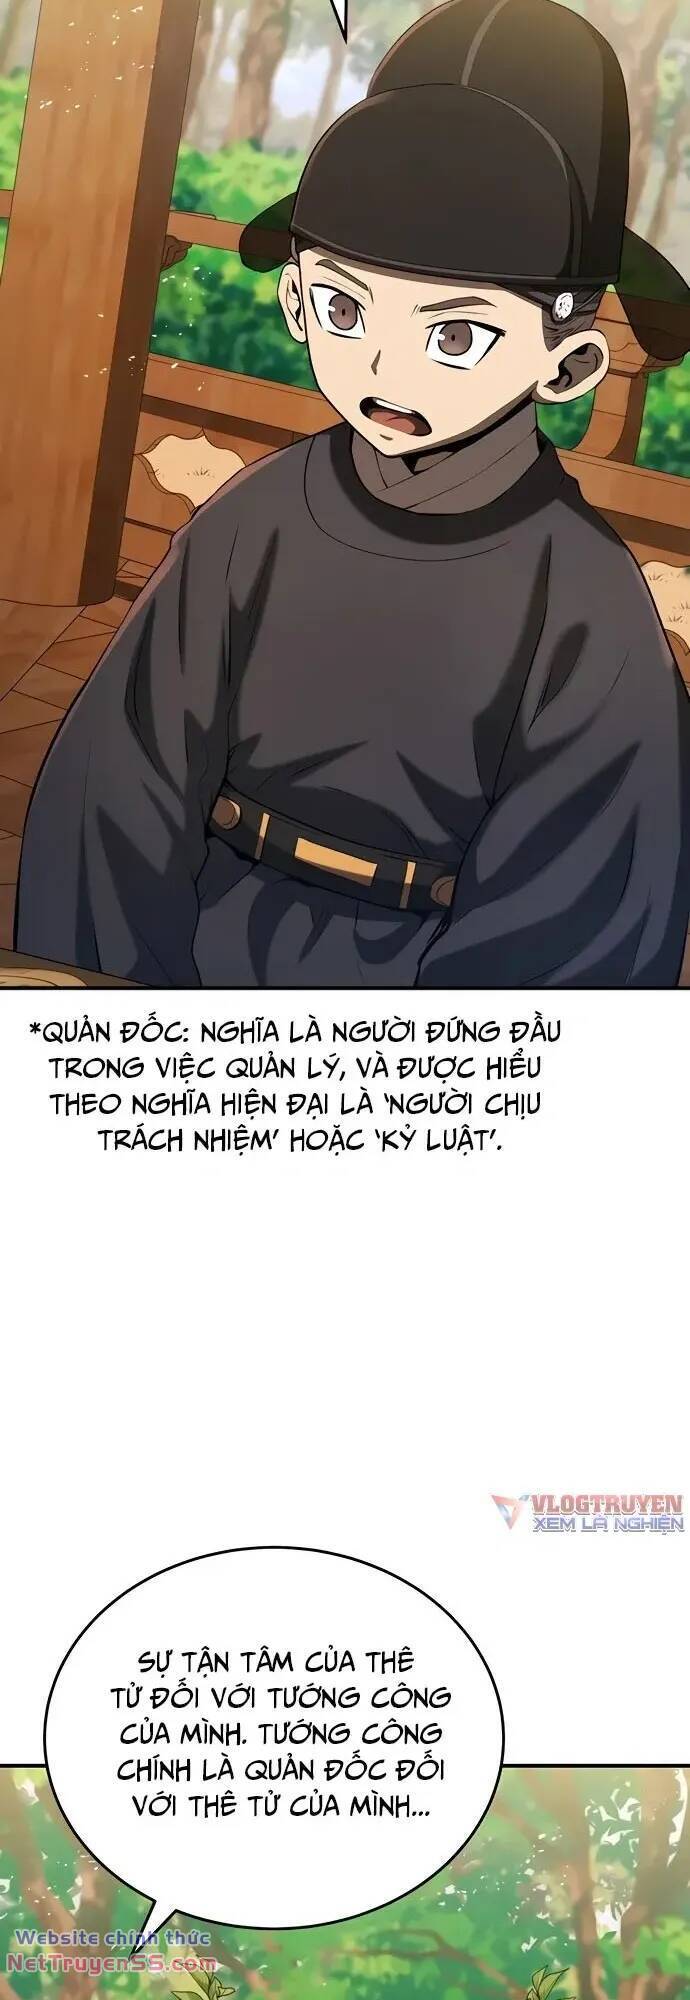 *QUẢN ĐỐC: NGHĨA LÀ NGƯỜI ĐỨNG ĐẦU
TRONG VIỆC QUẢN LÝ, VÀ ĐƯỢC HIỂU
THEO NGHĨA HIỆN ĐẠI LÀ 'NGƯỜI CHỊU
TRÁCH NHIỆM' HOẶC 'KỶ LUẬT'.
VLOGTRUYEN
XEM LÀ NGHIỆN
SỰ TẬN TÂM CỦA THÊ
TỬ ĐỐI VỚI TƯỚNG CÔNG
CỦA MÌNH. TƯỚNG CÔNG
CHÍNH LÀ QUẢN ĐỐC ĐỐI
VỚI THÊ TỬ CỦA MÌNH...
Website chính thức
NetTruyenSS.com